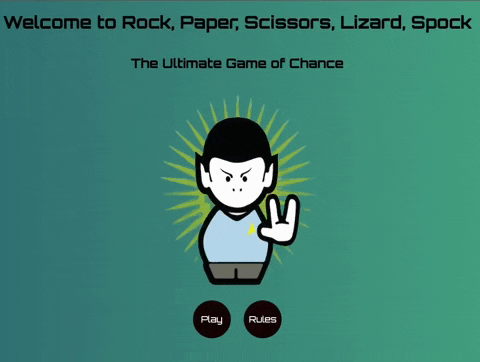 Welcome to Rock, Paper, Scissors, Lizard, Spock
The Ultimate Game of Chance
Play Rules